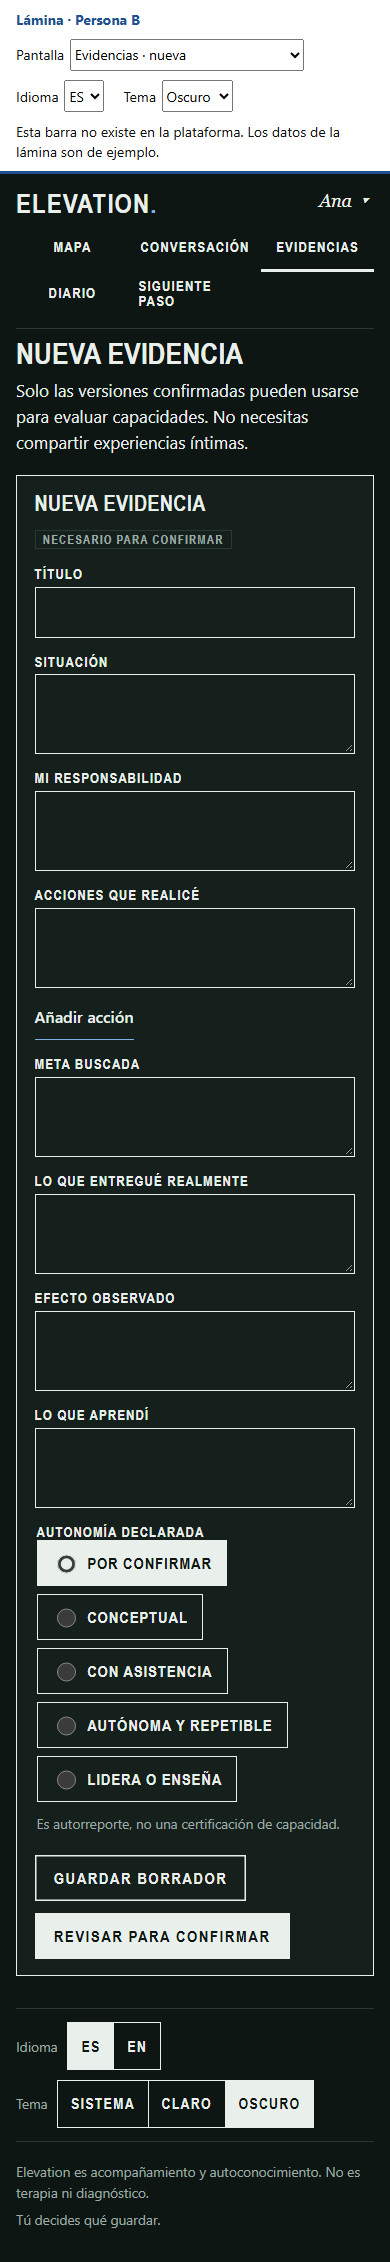 Lámina · Persona B
Pantalla Evidencias · nueva
Idioma ES Tema Oscuro
Esta barra no existe en la plataforma. Los datos de la
lámina son de ejemplo.
ELEVATION.
Ana
MAPA CONVERSACIÓN EVIDENCIAS
DIARIO SIGUIENTE
PASO
NUEVA EVIDENCIA
Solo las versiones confirmadas pueden usarse
para evaluar capacidades. No necesitas
compartir experiencias íntimas.
NUEVA EVIDENCIA
NECESARIO PARA CONFIRMAR
TÍTULO
SITUACIÓN
MI RESPONSABILIDAD
ACCIONES QUE REALICÉ
Añadir acción
META BUSCADA
LO QUE ENTREGUÉ REALMENTE
EFECTO OBSERVADO
LO QUE APRENDÍ
AUTONOMÍA DECLARADA
POR CONFIRMAR
CONCEPTUAL
CON ASISTENCIA
AUTÓNOMA Y REPETIBLE
LIDERA O ENSEÑA
Es autorreporte, no una certificación de capacidad.
GUARDAR BORRADOR
REVISAR PARA CONFIRMAR
Idioma ES EN
Tema SISTEMA CLARO OSCURO
Elevation es acompañamiento y autoconocimiento. No es
terapia ni diagnóstico.
Tú decides qué guardar.